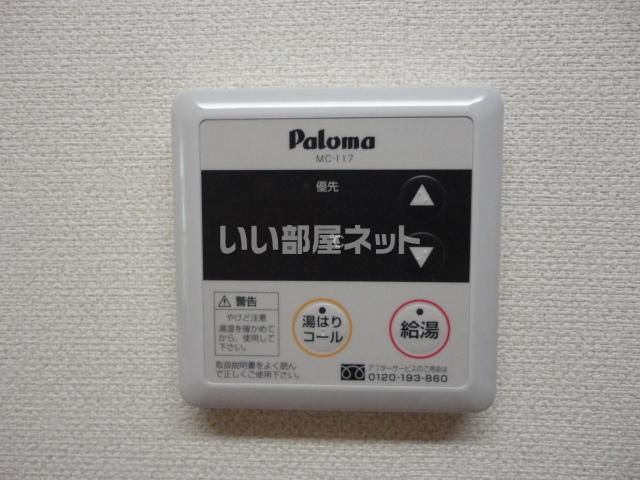 Paloma
MC-117
優先
℃
いい部屋ネット
警告
やけど注意
湯温を確かめて
から、使用して
下さい。
湯はり
コール
給湯
取扱説明書をよく読ん
で正しくご使用下さい。
アフターサービスのご用命は
0120-193-860